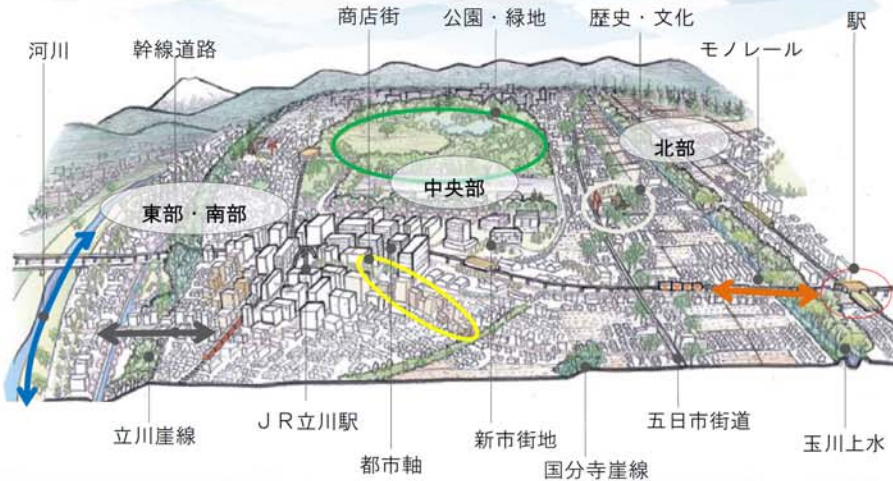 商店街
公園・緑地
歴史・文化
駅
河川
幹線道路
モノレール
北部
中央部
東部・南部
立川崖線
ＪＲ立川駅
都市軸
新市街地
国分寺崖線
五日市街道
玉川上水